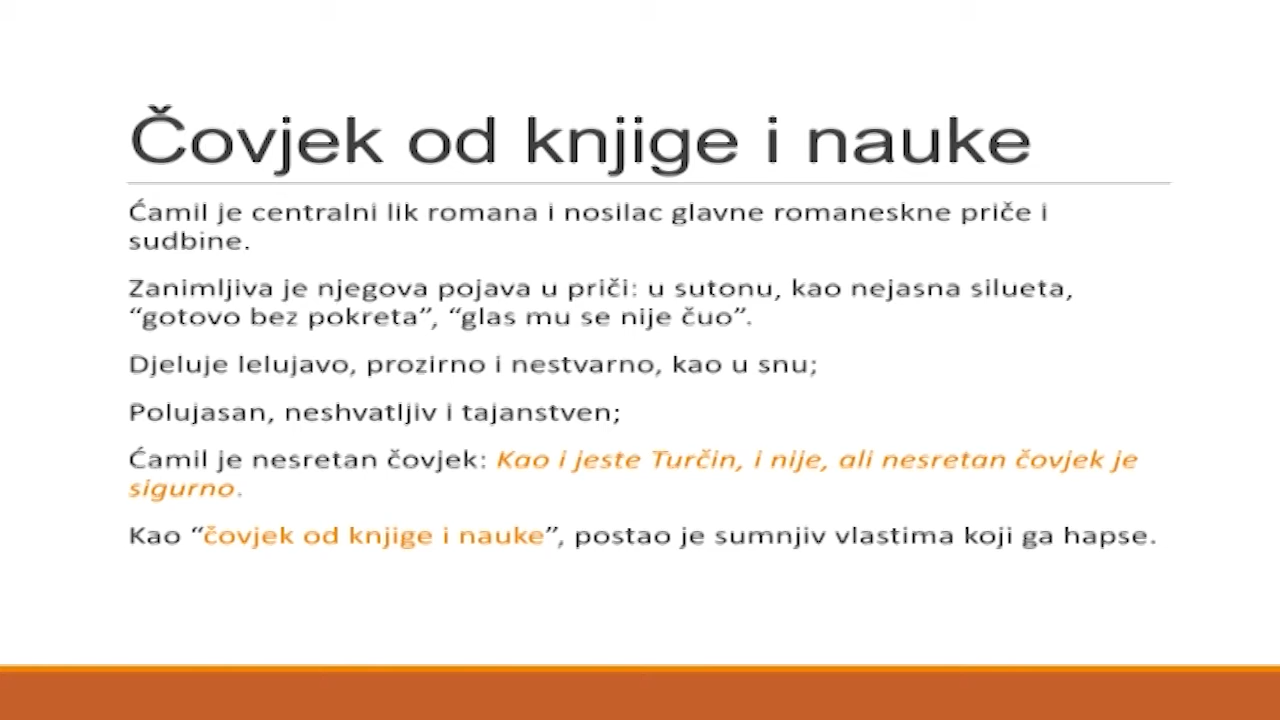 Čovjek od knjige i nauke
Ćamil je centralni lik romana i nosilac glavne romaneskne priče i
sudbine.
Zanimljiva je njegova pojava u priči: u sutonu, kao nejasna silueta,
“gotovo bez pokreta”, “glas mu se nije čuo”.
Djeluje lelujavo, prozirno i nestvarno, kao u snu;
Polujasan, neshvatljiv i tajanstven;
Ćamil je nesretan čovjek: Kao i jeste Turčin, i nije, ali nesretan čovjek je
sigurno.
Kao “čovjek od knjige i nauke”, postao je sumnjiv vlastima koji ga hapse.